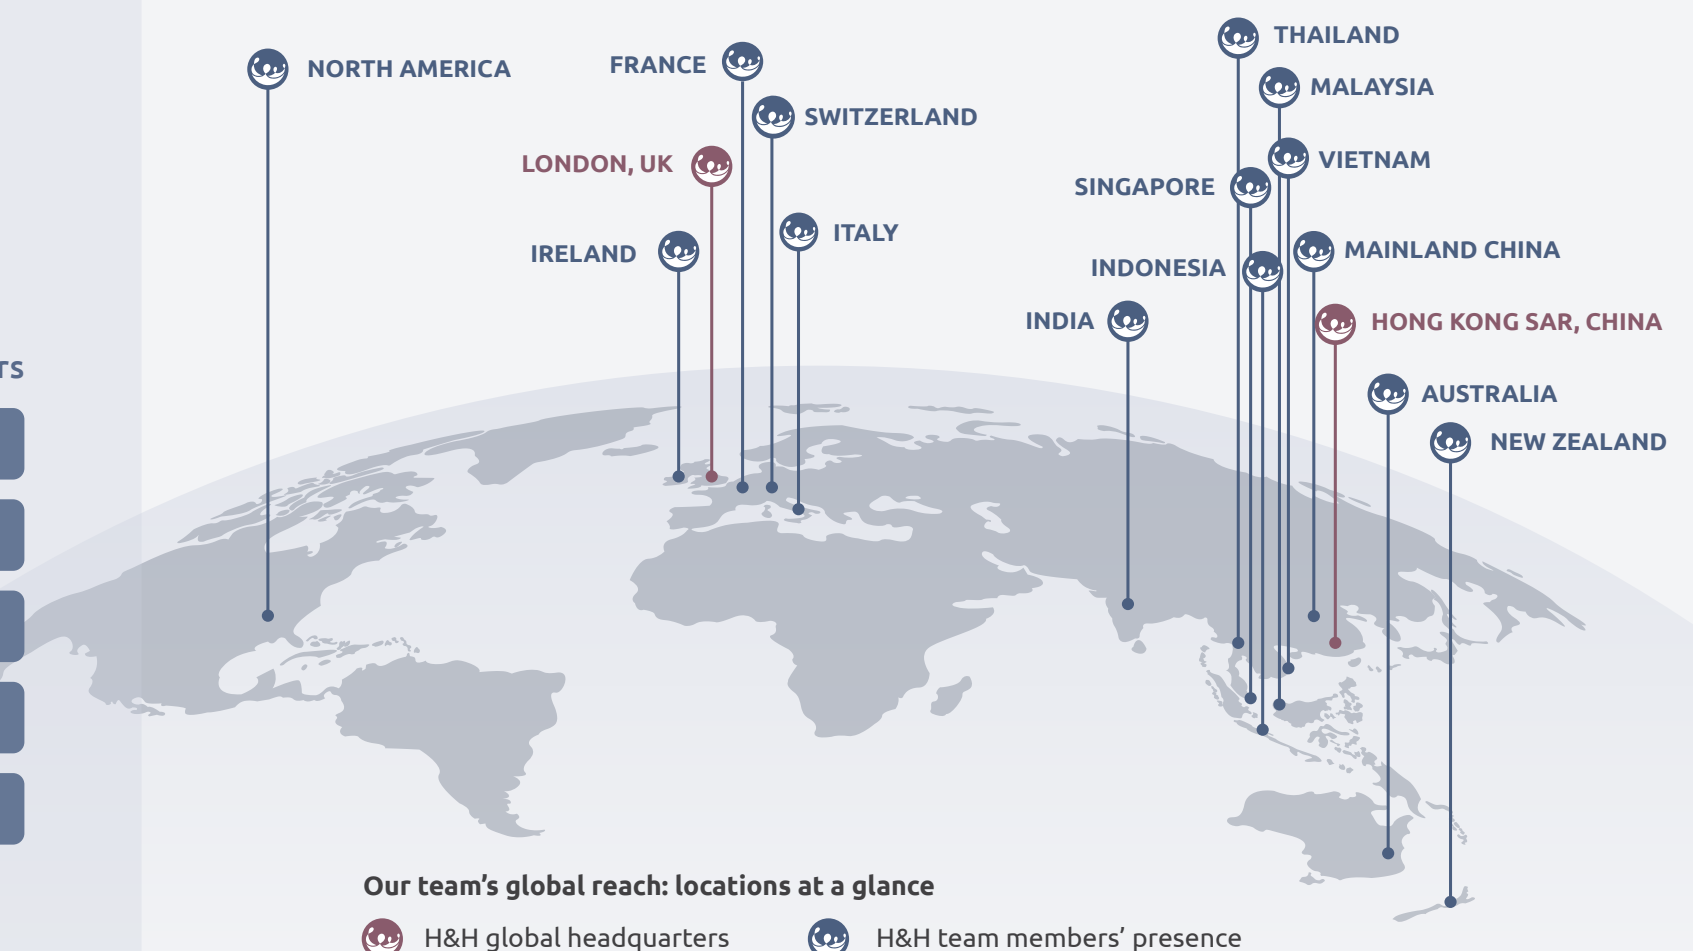 THAILAND
NORTH AMERICA
FRANCE
MALAYSIA
SWITZERLAND
LONDON, UK
VIETNAM
SINGAPORE
ITALY
IRELAND
MAINLAND CHINA
INDONESIA
INDIA
HONG KONG SAR, CHINA
TS
AUSTRALIA
NEW ZEALAND
Our team’s global reach: locations at a glance
H&H global headquarters
H&H team members’ presence